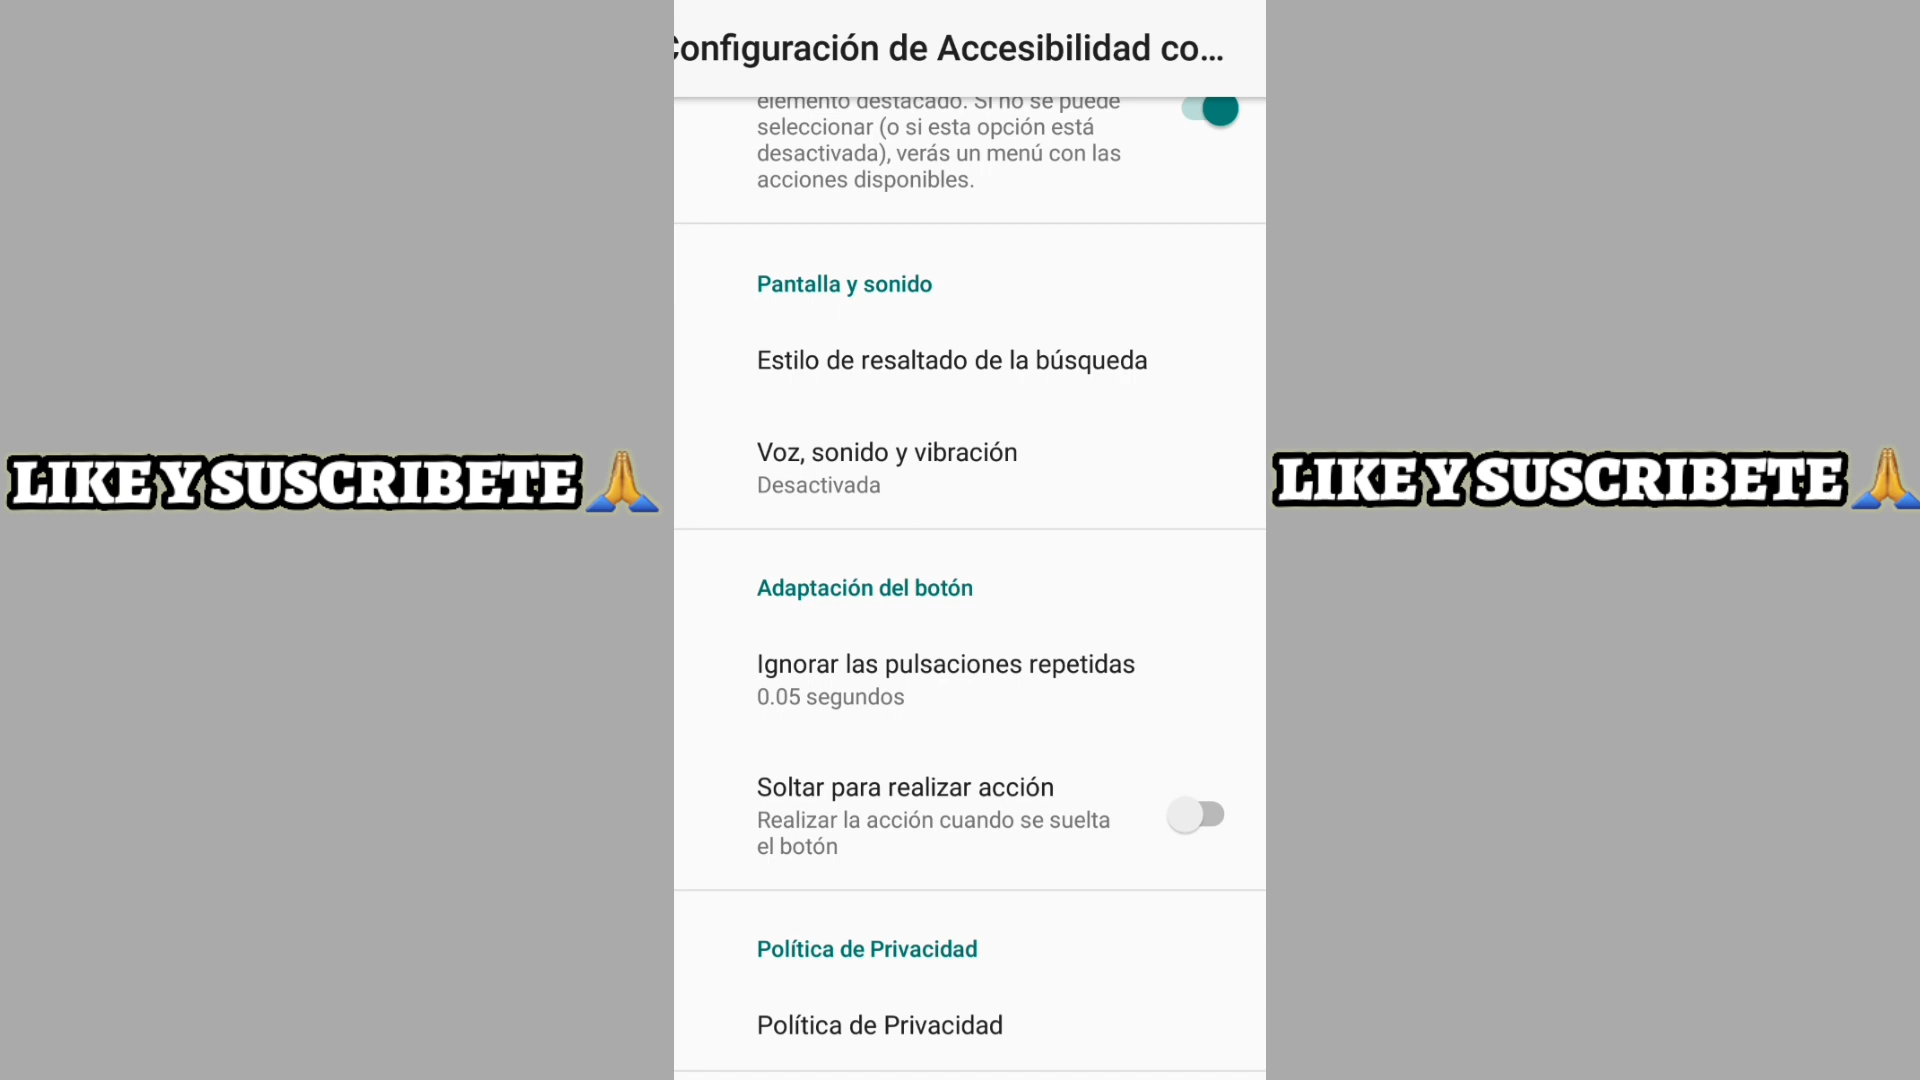 Configuración de Accesibilidad co...
elemento destacado. Si no se puede
seleccionar (o si esta opción está
desactivada), verás un menú con las
acciones disponibles.
Pantalla y sonido
Estilo de resaltado de la búsqueda
Voz, sonido y vibración
Desactivada
LIKE Y SUSCRIBETE🙏
LIKE Y SUSCRIBETE🙏
Adaptación del botón
Ignorar las pulsaciones repetidas
0.05 segundos
Soltar para realizar acción
Realizar la acción cuando se suelta
el botón
Política de Privacidad
Política de Privacidad